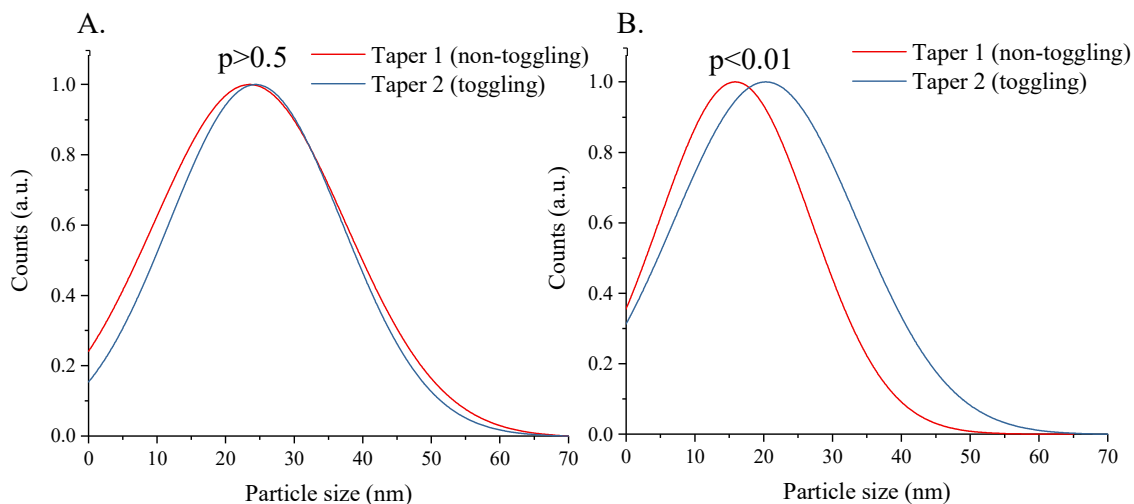 A.
p>0.5
Taper 1 (non-toggling)
Taper 2 (toggling)
1.0
0.8
0.6
0.4
0.2
0.0
Counts (a.u.)
0 10 20 30 40 50 60 70
Particle size (nm)
B.
p<0.01
Taper 1 (non-toggling)
Taper 2 (toggling)
1.0
0.8
0.6
0.4
0.2
0.0
Counts (a.u.)
0 10 20 30 40 50 60 70
Particle size (nm)